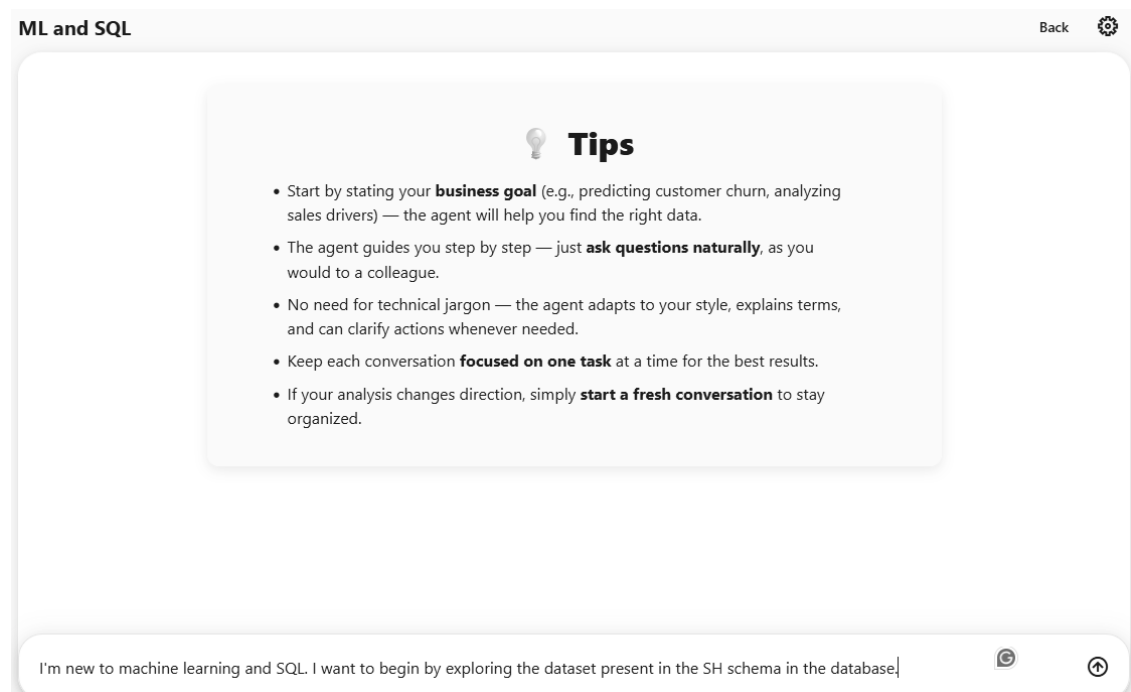 ML and SQL
Back
Tips
• Start by stating your business goal (e.g., predicting customer churn, analyzing
sales drivers) — the agent will help you find the right data.
• The agent guides you step by step — just ask questions naturally, as you
would to a colleague.
• No need for technical jargon — the agent adapts to your style, explains terms,
and can clarify actions whenever needed.
• Keep each conversation focused on one task at a time for the best results.
• If your analysis changes direction, simply start a fresh conversation to stay
organized.
I'm new to machine learning and SQL. I want to begin by exploring the dataset present in the SH schema in the database.